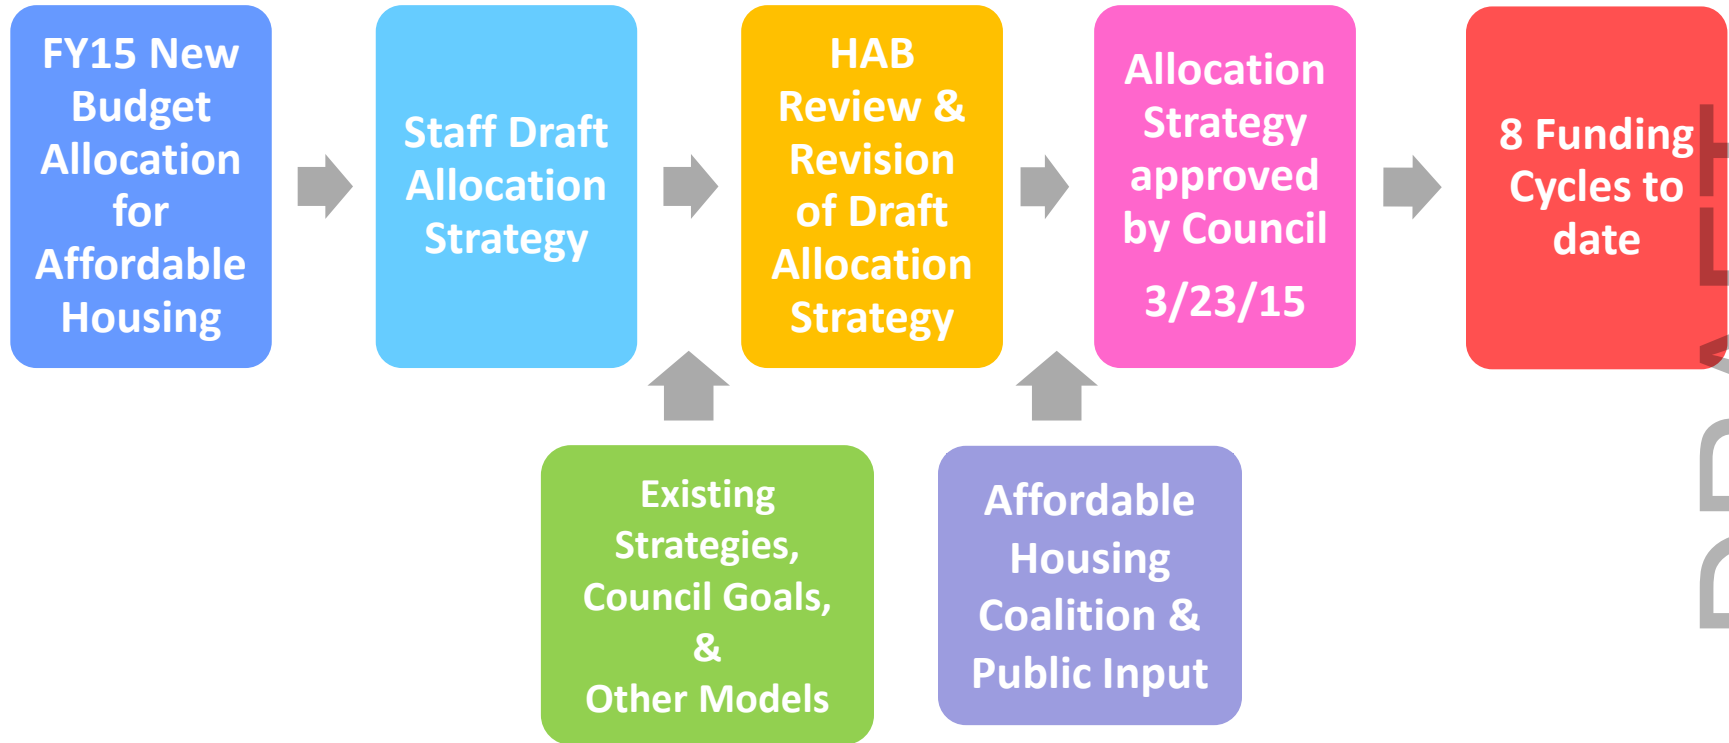 FY15 New
Budget
Allocation
for
Affordable
Housing
Staff Draft
Allocation
Strategy
HAB
Review &
Revision
of Draft
Allocation
Strategy
Allocation
Strategy
approved
by Council
3/23/15
8 Funding
Cycles to
date
Existing
Strategies,
Council Goals,
&
Other Models
Affordable
Housing
Coalition &
Public Input